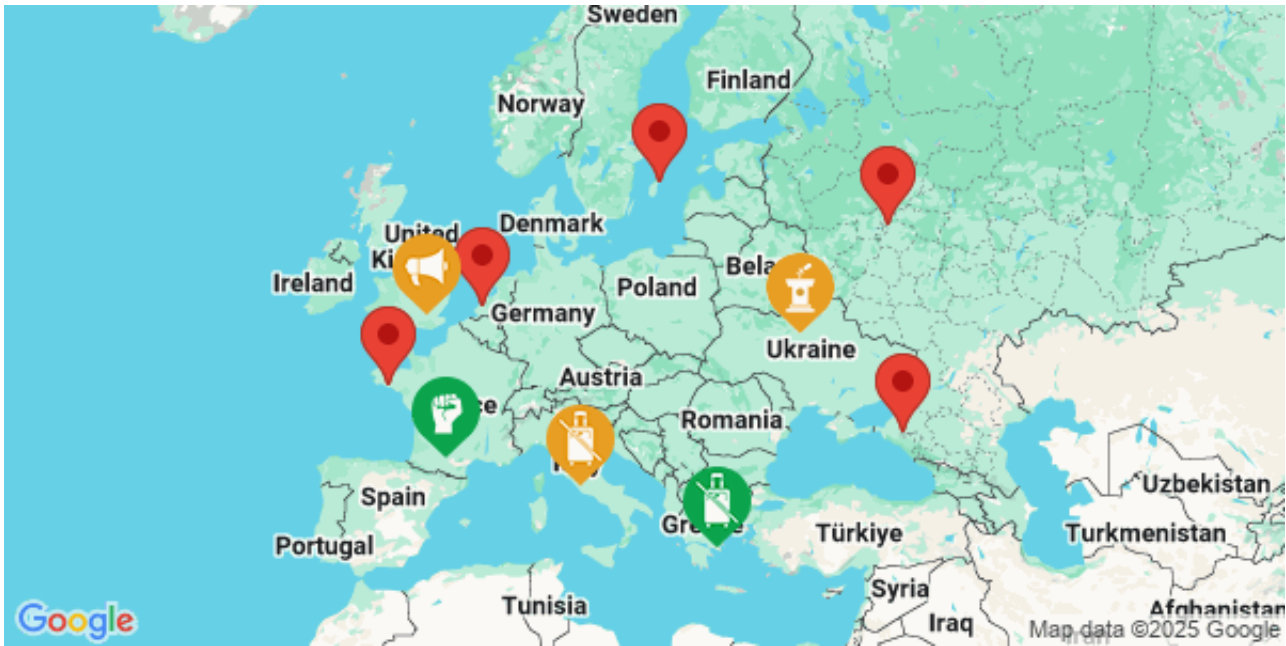 Sweden
Finland
Norway
Denmark
United
Ireland
Poland
Germany
Ukraine
Austria
Romania
Spain
Uzbekistan
Portugal
Türkiye
Turkmenistan
Syria
Tunisia
Afghanistan
Iraq
Google
Map data ©2025 Google